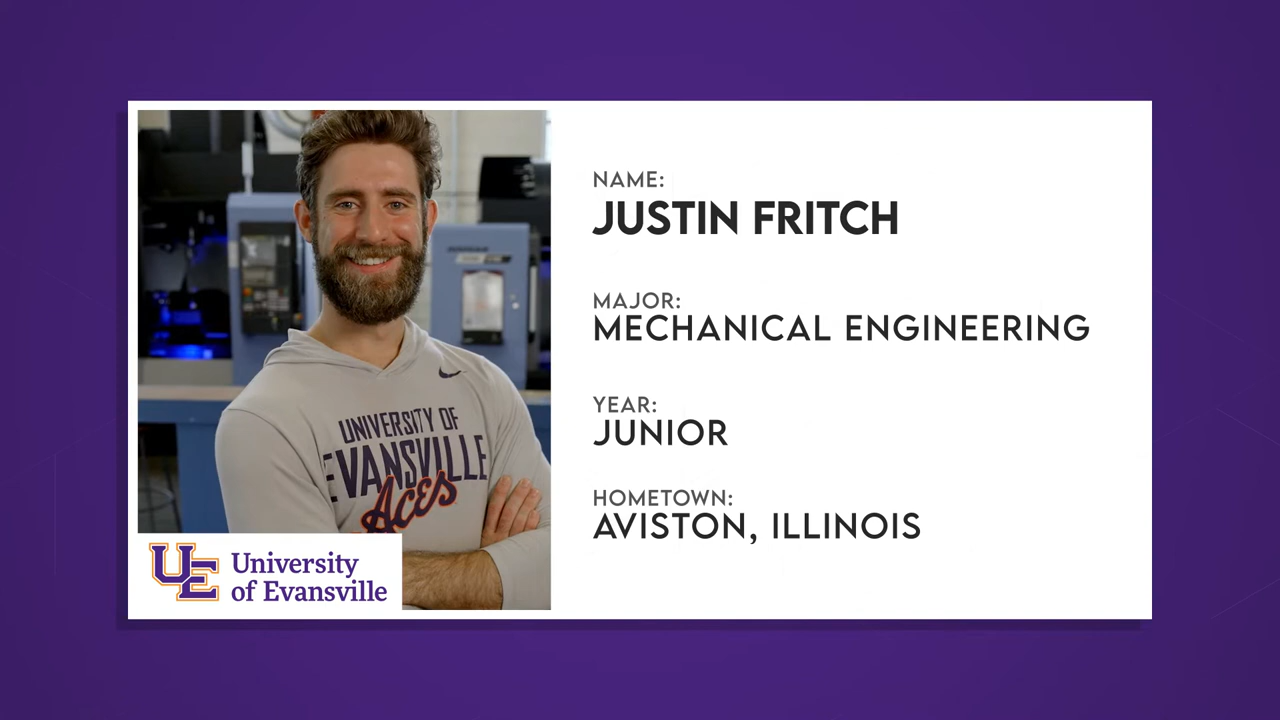 NAME:
JUSTIN FRITCH
MAJOR:
MECHANICAL ENGINEERING
YEAR:
JUNIOR
HOMETOWN:
AVISTON, ILLINOIS
UNIVERSITY OF
EVANSVILLE
Aces
UE
University
of Evansville